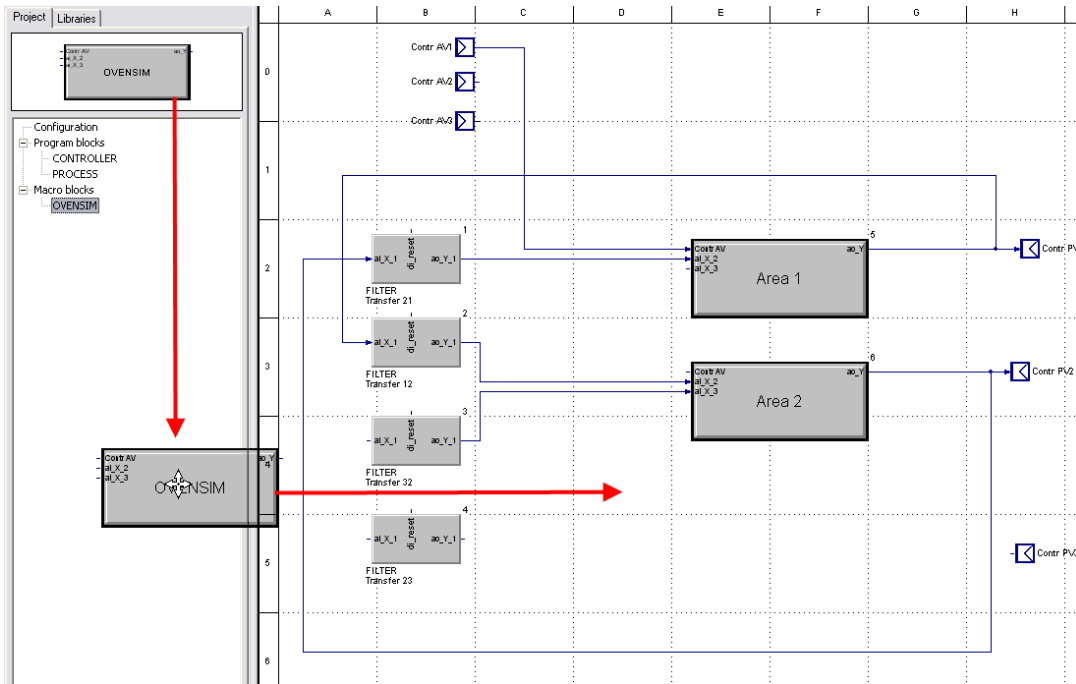 Project Libraries
Contr AV ao_Y
ai_X_2
ai_X_3
OVENSIM
Configuration
Program blocks
CONTROLLER
PROCESS
Macro blocks
OVENSIM
Contr AV ao_Y
ai_X_2
ai_X_3
OVENSIM
A B C D E F G H
0
1
2
3
4
5
6
Contr AV1
Contr AV2
Contr AV3
1
di_reset
ai_X_1 ao_Y_1
FILTER
Transfer 21
2
di_reset
ai_X_1 ao_Y_1
FILTER
Transfer 12
3
di_reset
ai_X_1 ao_Y_1
FILTER
Transfer 32
4
di_reset
ai_X_1 ao_Y_1
FILTER
Transfer 23
5
Contr AV ao_Y
ai_X_2
ai_X_3
Area 1
Contr PV
6
Contr AV ao_Y
ai_X_2
ai_X_3
Area 2
Contr PV2
Contr PV3